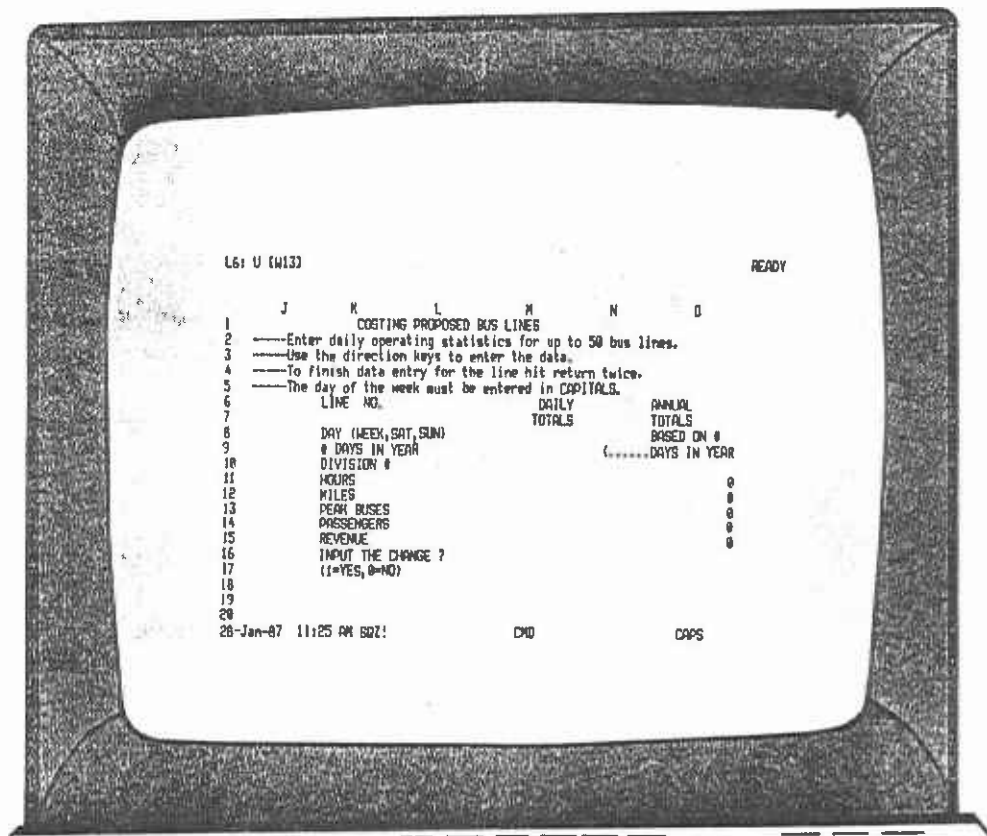 L6: U [W13] READY
J K L M N O
1 COSTING PROPOSED BUS LINES
2 -----Enter daily operating statistics for up to 50 bus lines.
3 -----Use the direction keys to enter the data.
4 -----To finish data entry for the line hit return twice.
5 -----The day of the week must be entered in CAPITALS.
6 LINE NO. DAILY ANNUAL
7 TOTALS TOTALS
8 DAY (WEEK,SAT,SUN) BASED ON #
9 # DAYS IN YEAR (......DAYS IN YEAR
10 DIVISION #
11 HOURS 0
12 MILES 0
13 PEAK BUSES 0
14 PASSENGERS 0
15 REVENUE 0
16 INPUT THE CHANGE ?
17 (1=YES,0=NO)
18
19
20
28-Jan-87 11:25 AM CMD CAPS